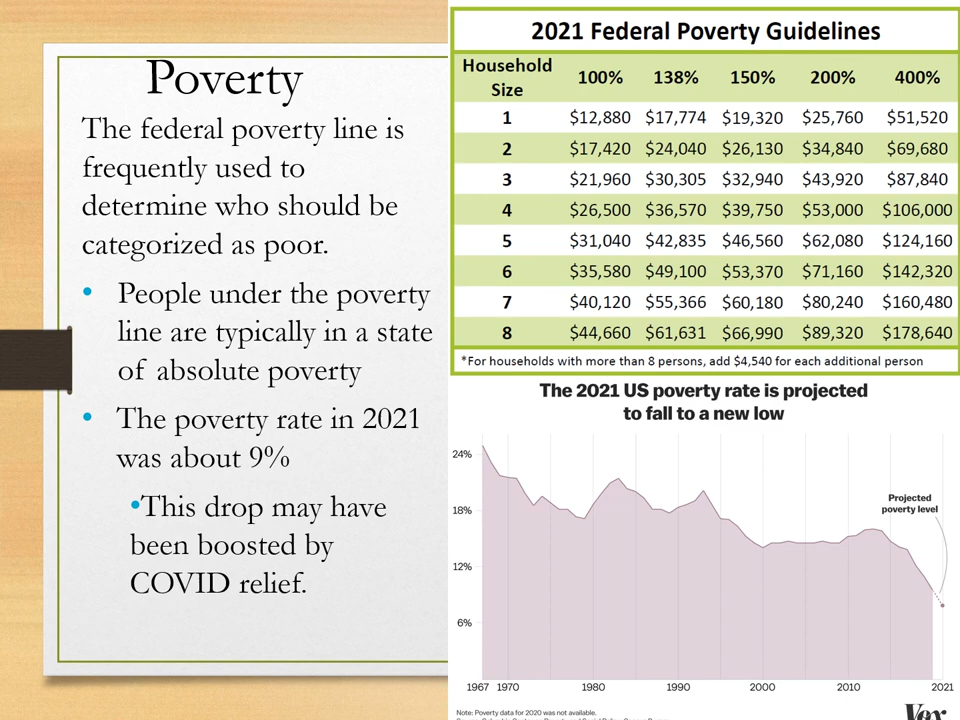 Poverty
The federal poverty line is
frequently used to
determine who should be
categorized as poor.
• People under the poverty
line are typically in a state
of absolute poverty
• The poverty rate in 2021
was about 9%
•This drop may have
been boosted by
COVID relief.
2021 Federal Poverty Guidelines
Household
Size 100% 138% 150% 200% 400%
1 $12,880 $17,774 $19,320 $25,760 $51,520
2 $17,420 $24,040 $26,130 $34,840 $69,680
3 $21,960 $30,305 $32,940 $43,920 $87,840
4 $26,500 $36,570 $39,750 $53,000 $106,000
5 $31,040 $42,835 $46,560 $62,080 $124,160
6 $35,580 $49,100 $53,370 $71,160 $142,320
7 $40,120 $55,366 $60,180 $80,240 $160,480
8 $44,660 $61,631 $66,990 $89,320 $178,640
*For households with more than 8 persons, add $4,540 for each additional person
The 2021 US poverty rate is projected
to fall to a new low
24%
Projected
poverty level
18%
12%
6%
1967 1970 1980 1990 2000 2010 2021
Note: Poverty data for 2020 was not available.
Vox